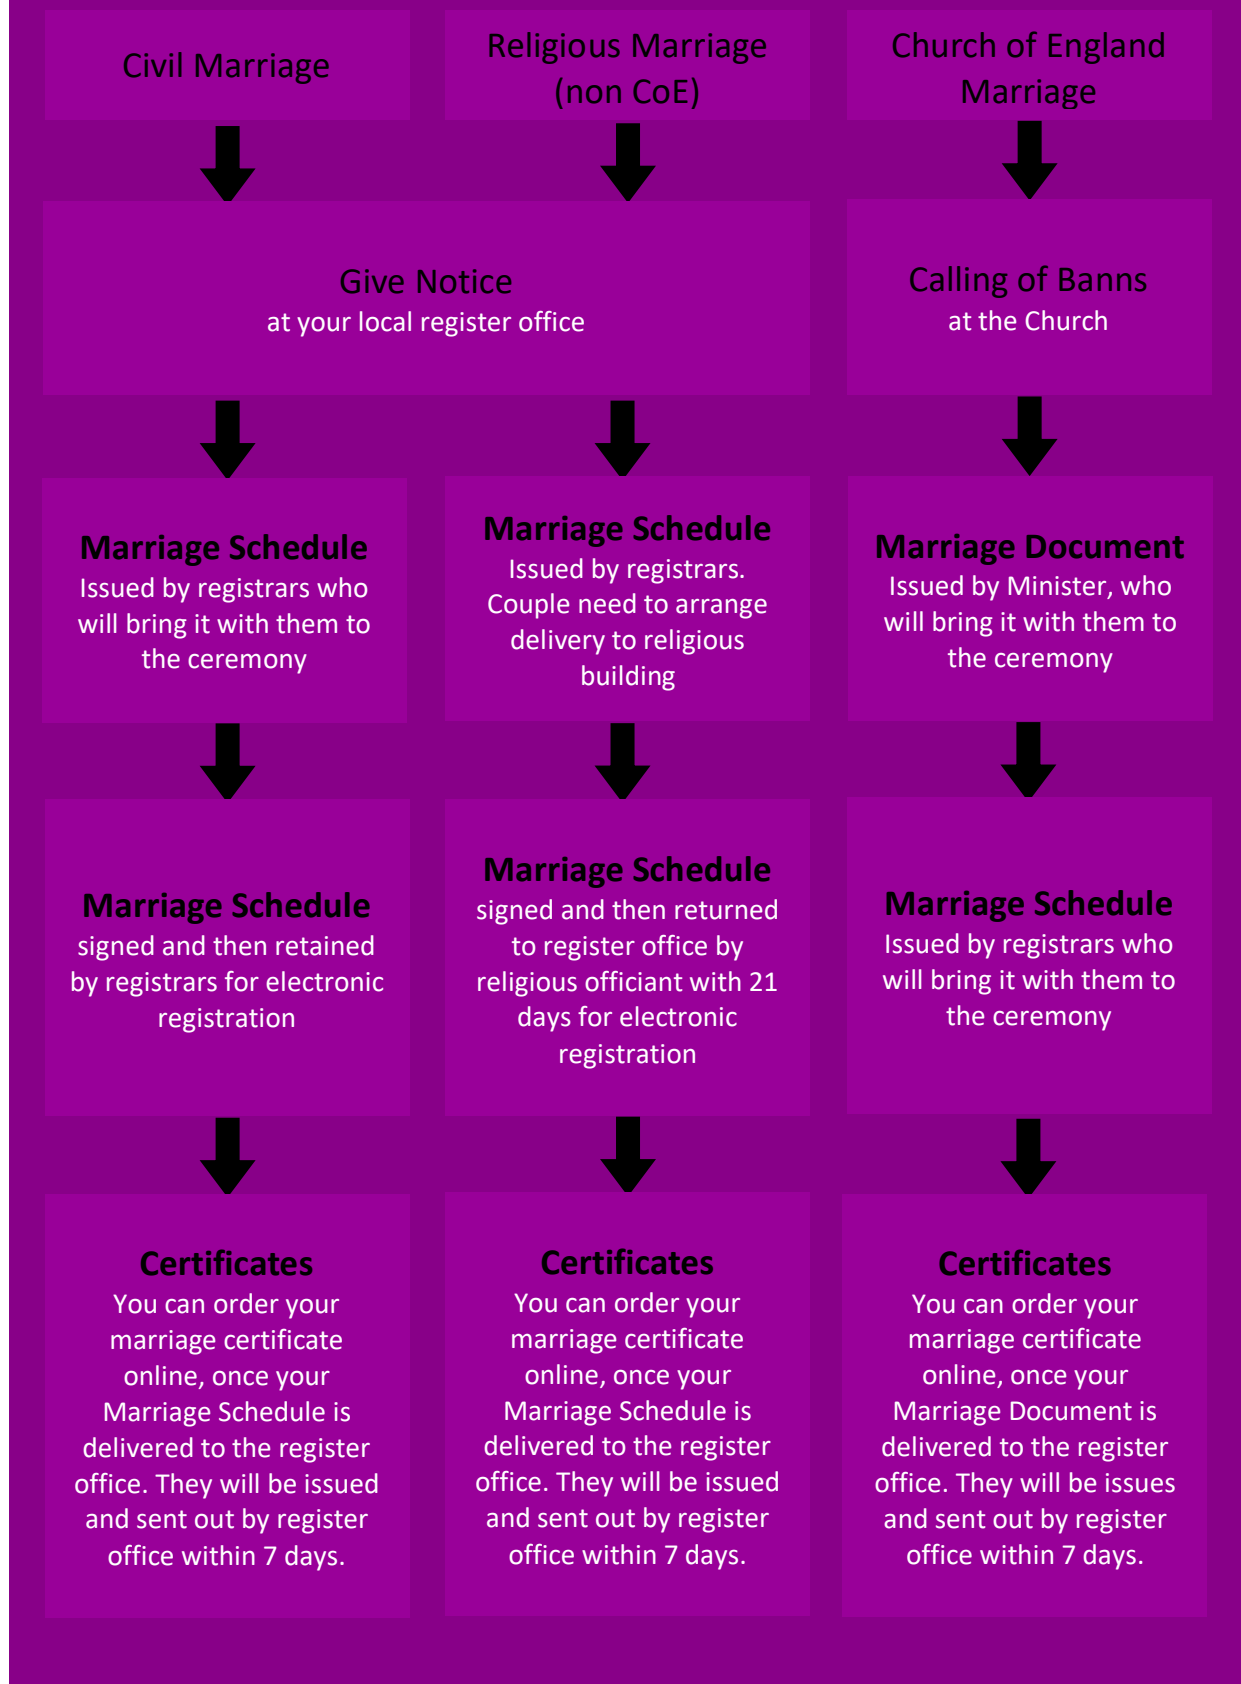 Civil Marriage
Religious Marriage
(non CoE)
Church of England
Marriage
Give Notice
at your local register office
Calling of Banns
at the Church
Marriage Schedule
Issued by registrars who
will bring it with them to
the ceremony
Marriage Schedule
Issued by registrars.
Couple need to arrange
delivery to religious
building
Marriage Document
Issued by Minister, who
will bring it with them to
the ceremony
Marriage Schedule
signed and then retained
by registrars for electronic
registration
Marriage Schedule
signed and then returned
to register office by
religious officiant with 21
days for electronic
registration
Marriage Schedule
Issued by registrars who
will bring it with them to
the ceremony
Certificates
You can order your
marriage certificate
online, once your
Marriage Schedule is
delivered to the register
office. They will be issued
and sent out by register
office within 7 days.
Certificates
You can order your
marriage certificate
online, once your
Marriage Schedule is
delivered to the register
office. They will be issued
and sent out by register
office within 7 days.
Certificates
You can order your
marriage certificate
online, once your
Marriage Document is
delivered to the register
office. They will be issues
and sent out by register
office within 7 days.